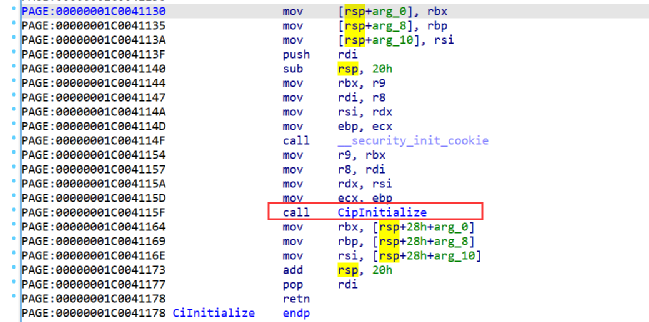 PAGE:00000001C0041130 mov [rsp+arg_0], rbx
PAGE:00000001C0041135 mov [rsp+arg_8], rbp
PAGE:00000001C004113A mov [rsp+arg_10], rsi
PAGE:00000001C004113F push rdi
PAGE:00000001C0041140 sub rsp, 20h
PAGE:00000001C0041144 mov rbx, r9
PAGE:00000001C0041147 mov rdi, r8
PAGE:00000001C004114A mov rsi, rdx
PAGE:00000001C004114D mov ebp, ecx
PAGE:00000001C004114F call __security_init_cookie
PAGE:00000001C0041154 mov r9, rbx
PAGE:00000001C0041157 mov r8, rdi
PAGE:00000001C004115A mov rdx, rsi
PAGE:00000001C004115D mov ecx, ebp
PAGE:00000001C004115F call CipInitialize
PAGE:00000001C0041164 mov rbx, [rsp+28h+arg_0]
PAGE:00000001C0041169 mov rbp, [rsp+28h+arg_8]
PAGE:00000001C004116E mov rsi, [rsp+28h+arg_10]
PAGE:00000001C0041173 add rsp, 20h
PAGE:00000001C0041177 pop rdi
PAGE:00000001C0041178 retn
PAGE:00000001C0041178 CiInitialize endp